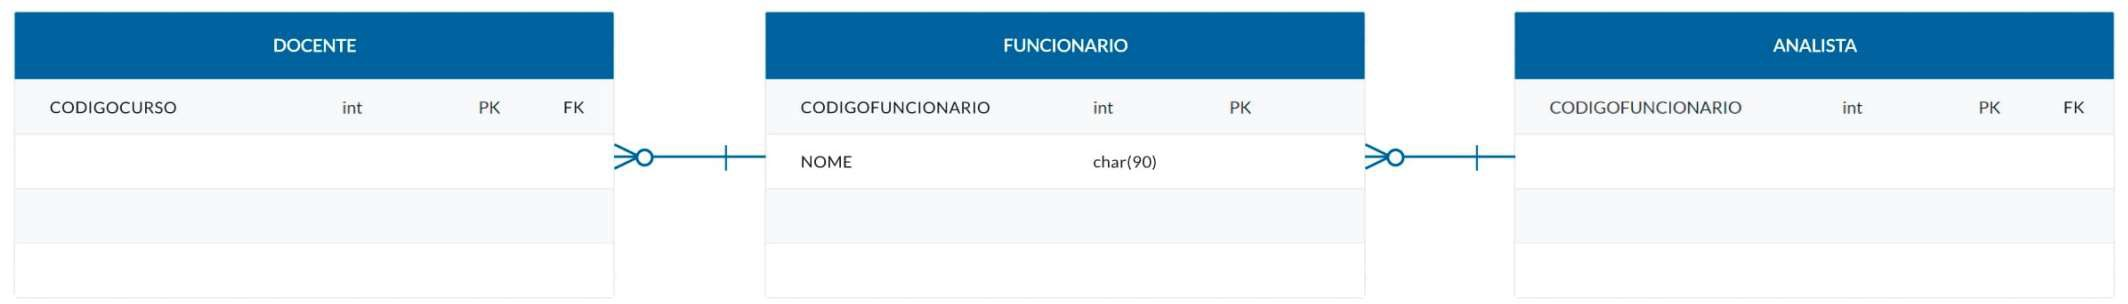 DOCENTE
CODIGOCURSO int PK FK
FUNCIONARIO
CODIGOFUNCIONARIO int PK
NOME char(90)
ANALISTA
CODIGOFUNCIONARIO int PK FK